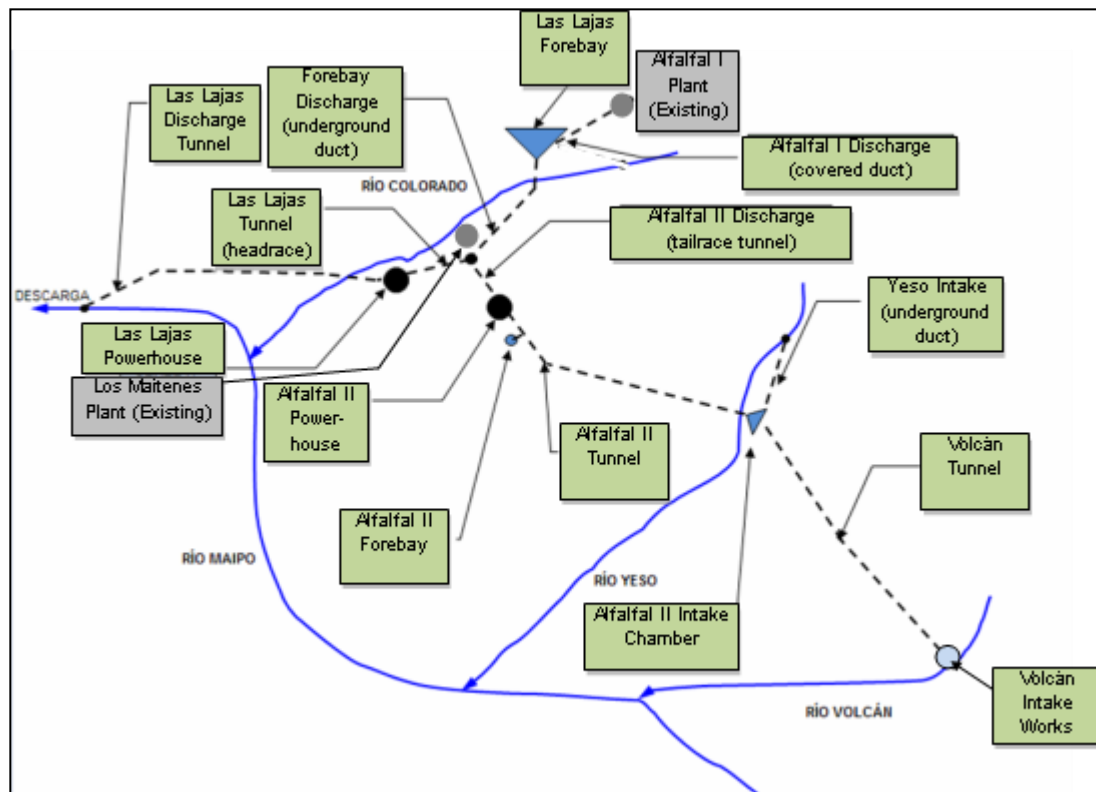 Las Lajas
Forebay
Alfalfal I
Plant
(Existing)
Forebay
Discharge
(underground
duct)
Las Lajas
Discharge
Tunnel
Alfalfal I Discharge
(covered duct)
RÍO COLORADO
Las Lajas
Tunnel
(headrace)
Alfalfal II Discharge
(tailrace tunnel)
Yeso Intake
(underground
duct)
DESCARGA
Las Lajas
Powerhouse
Los Maitenes
Plant (Existing)
Alfalfal II
Power-
house
Alfalfal II
Tunnel
Volcán
Tunnel
Alfalfal II
Forebay
RÍO MAIPO
RÍO YESO
Alfalfal II Intake
Chamber
RÍO VOLCÁN
Volcán
Intake
Works